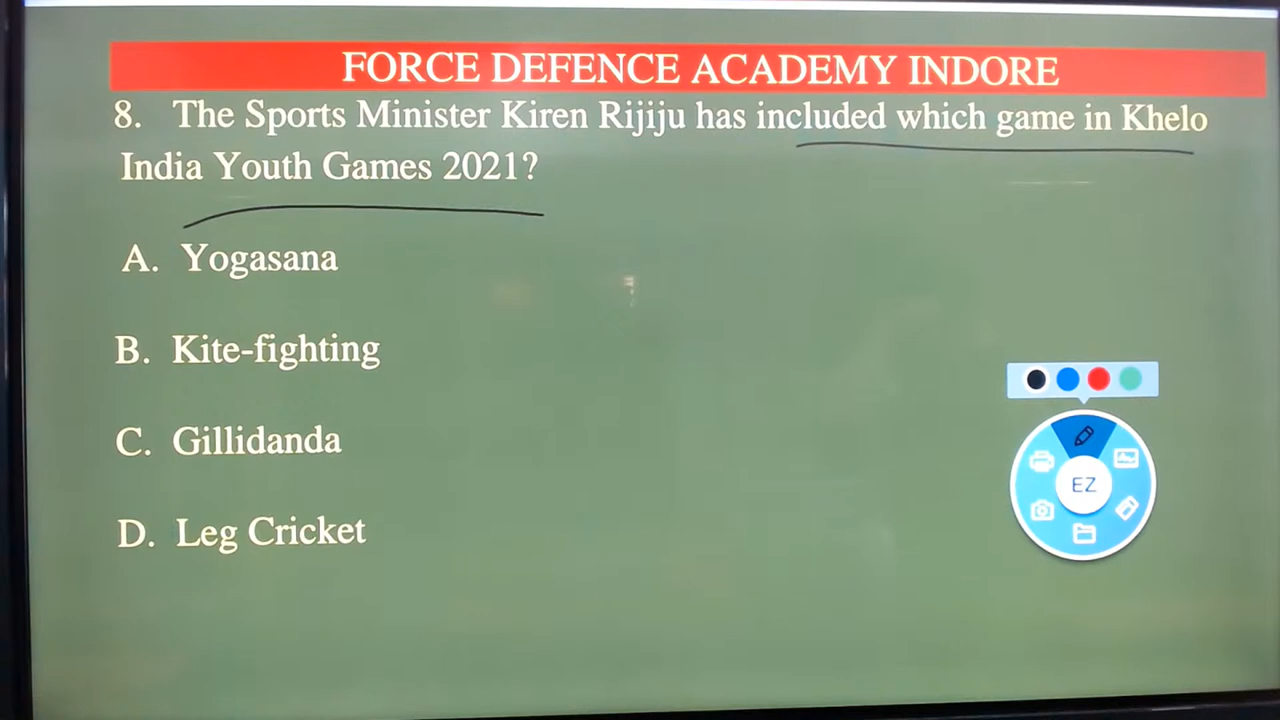 FORCE DEFENCE ACADEMY INDORE
8. The Sports Minister Kiren Rijiju has included which game in Khelo
India Youth Games 2021?
A. Yogasana
B. Kite-fighting
C. Gillidanda
D. Leg Cricket
EZ